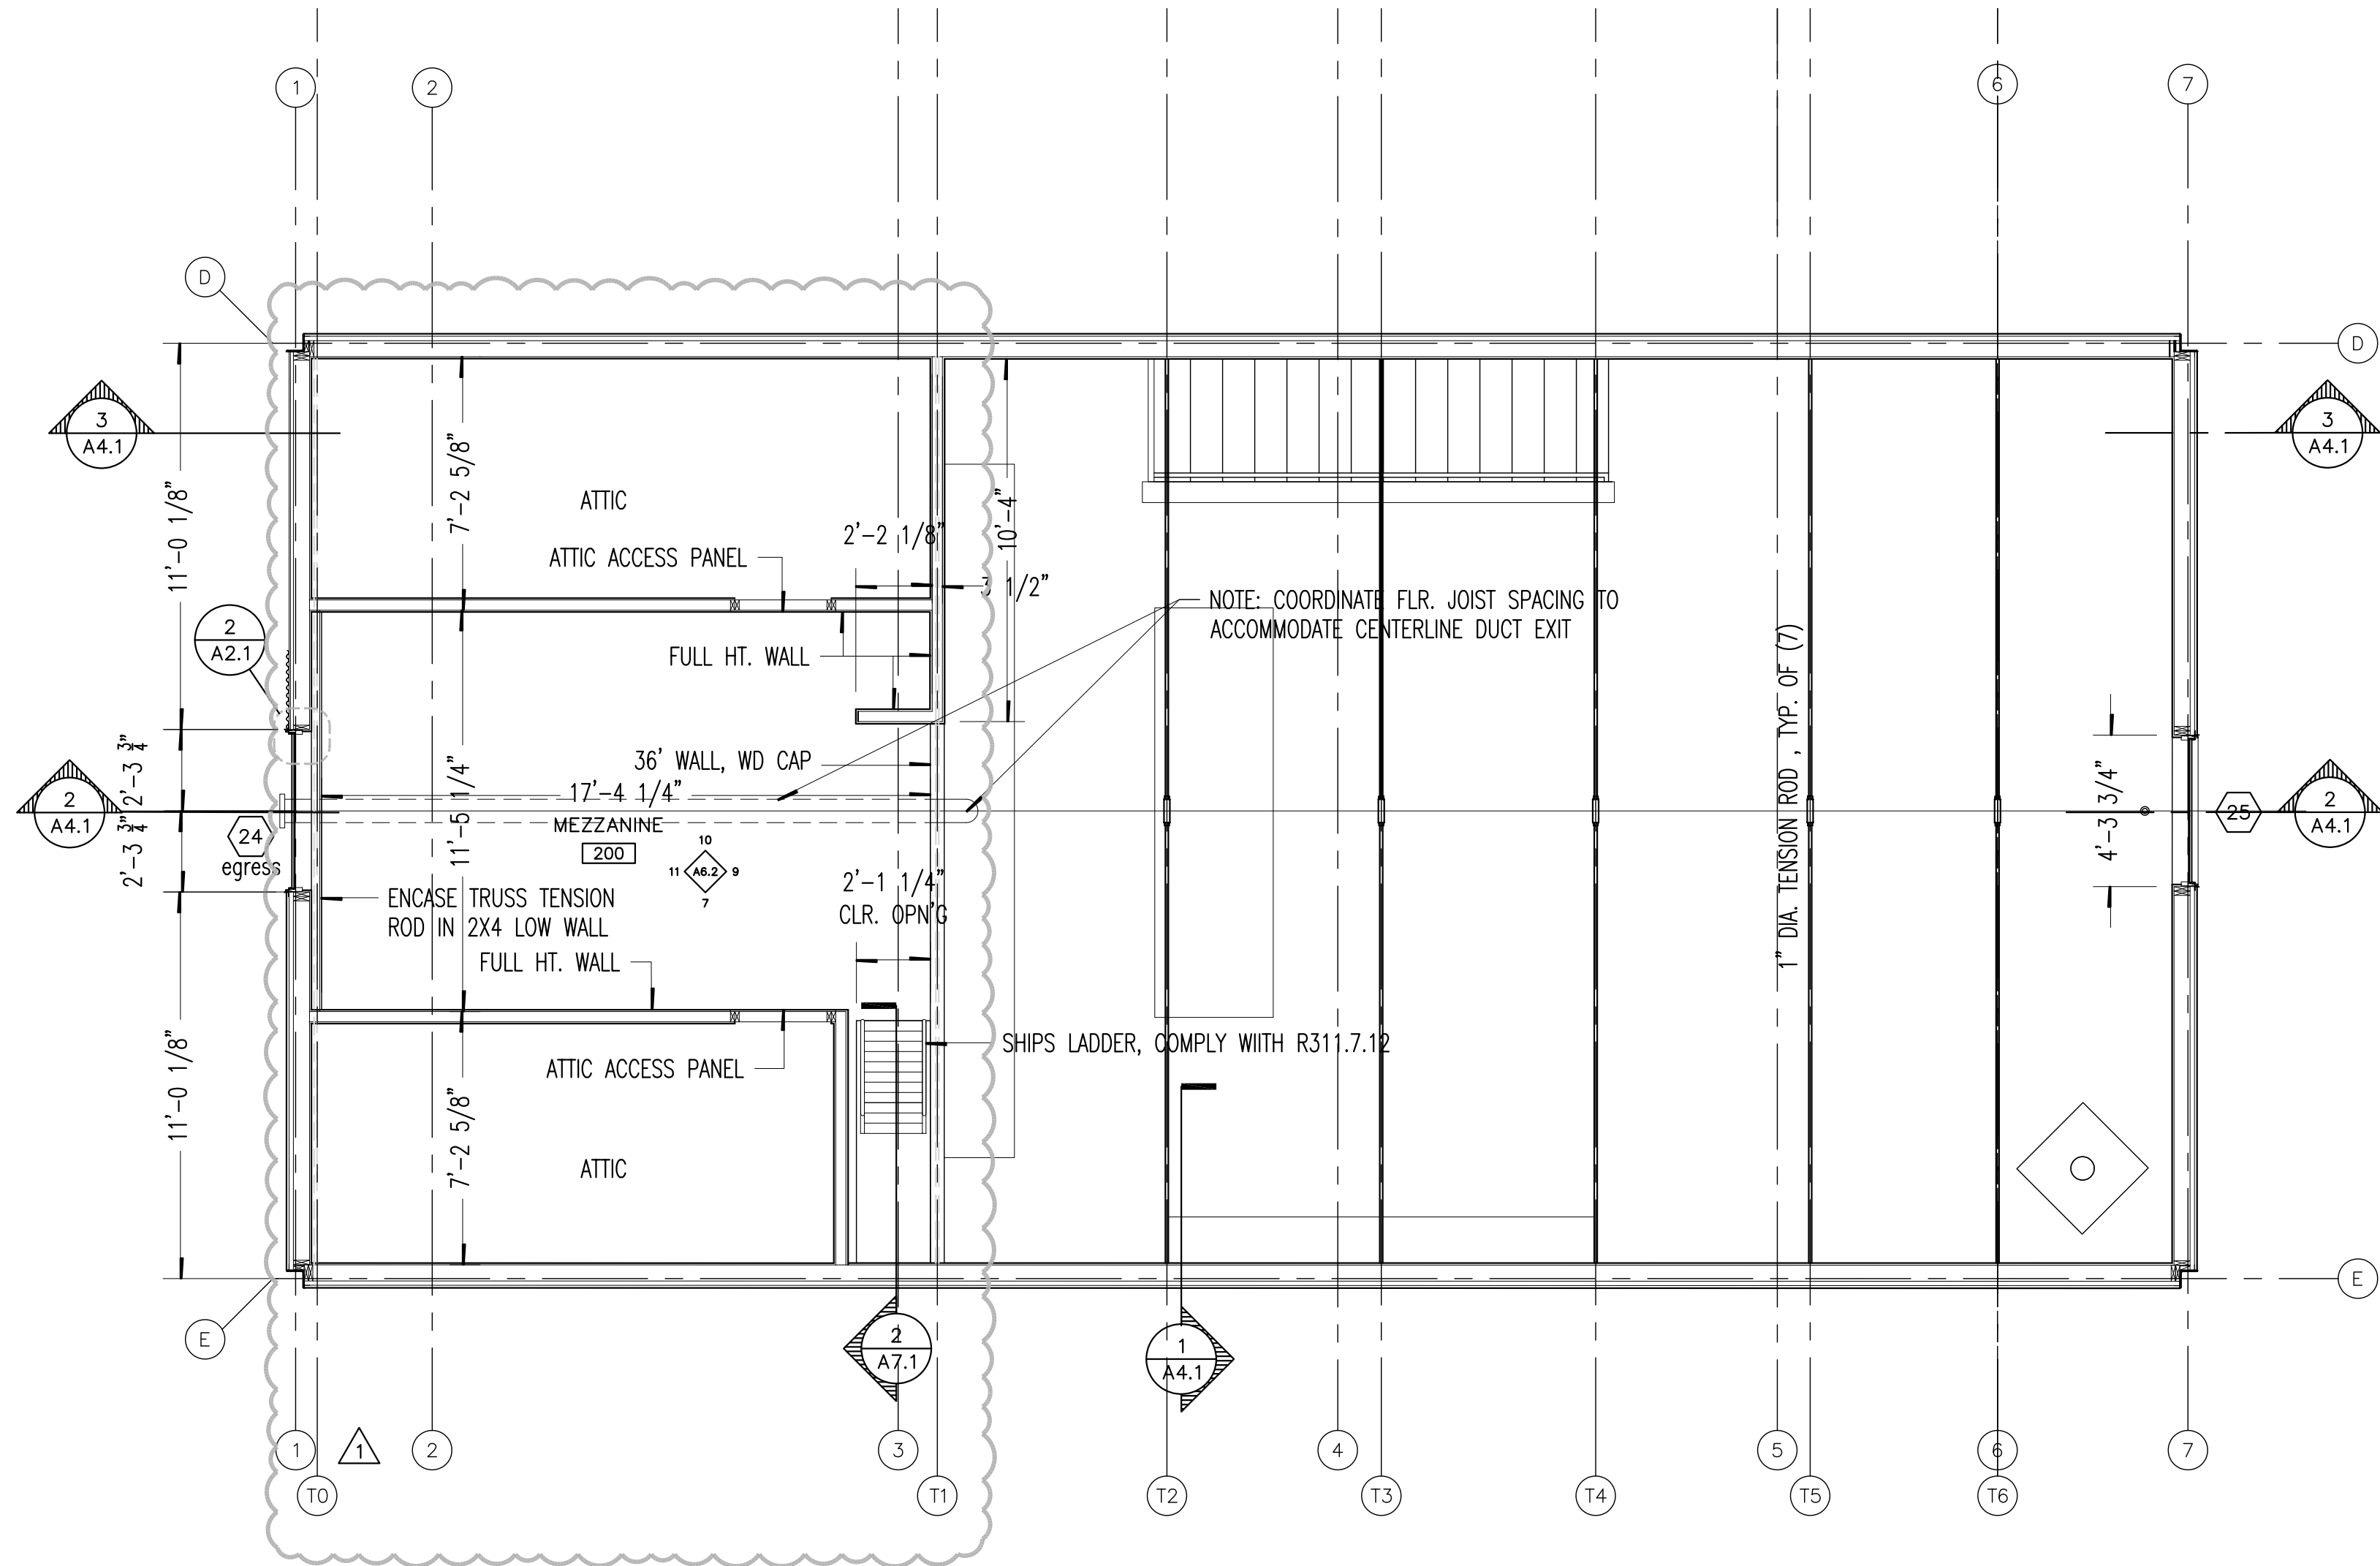 1
2
6
7
D
D
3
A4.1
3
A4.1
7'-2 5/8"
11'-0 1/8"
ATTIC
10'-4"
2'-2 1/8"
ATTIC ACCESS PANEL
3 1/2"
NOTE: COORDINATE FLR. JOIST SPACING TO
ACCOMMODATE CENTERLINE DUCT EXIT
2
A2.1
FULL HT. WALL
1" DIA. TENSION ROD , TYP. OF (7)
2'-3 3/4"
36' WALL, WD CAP
17'-4 1/4"
11'-5 1/4"
4'-3 3/4"
2
A4.1
2'-3 3/4"
24
egress
MEZZANINE
200
10
11
A6.2
9
7
25
2
A4.1
2'-1 1/4"
CLR. OPN'G
ENCASE TRUSS TENSION
ROD IN 2X4 LOW WALL
FULL HT. WALL
SHIPS LADDER, COMPLY WIITH R311.7.12
ATTIC ACCESS PANEL
11'-0 1/8"
7'-2 5/8"
ATTIC
E
E
2
A7.1
1
A4.1
1
1
2
3
4
5
6
7
T0
T1
T2
T3
T4
T5
T6